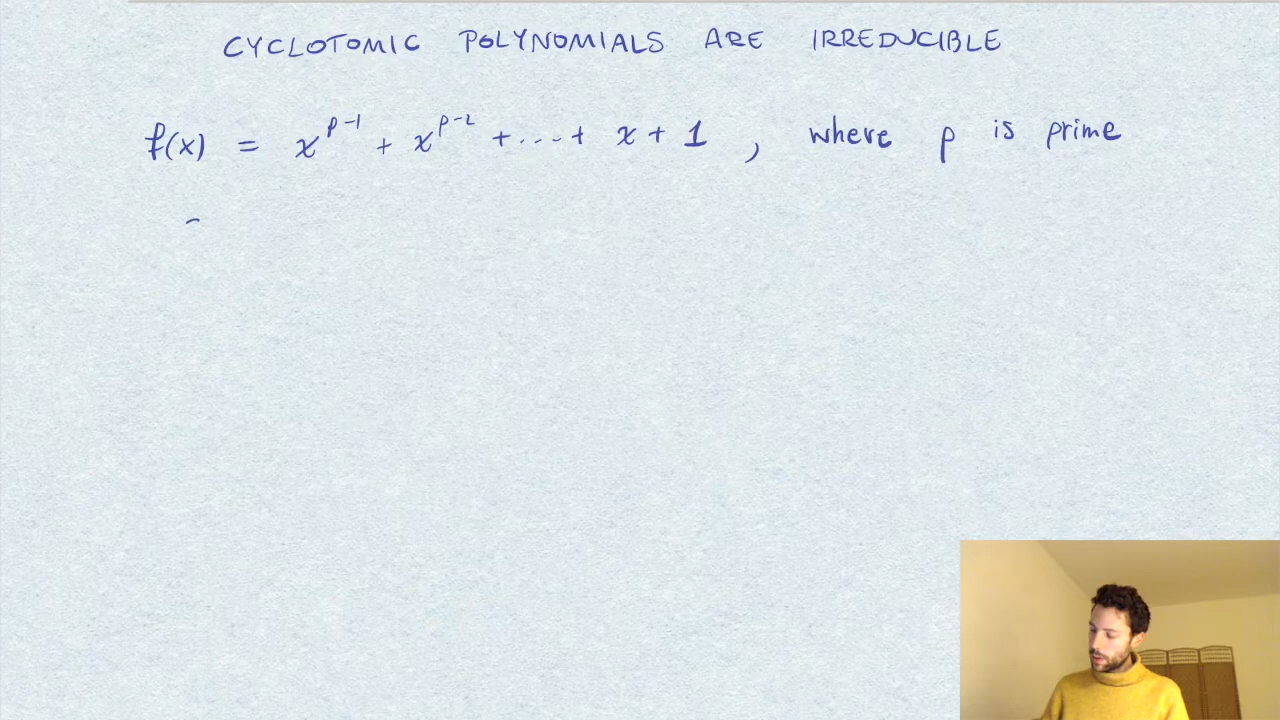 CYCLOTOMIC POLYNOMIALS ARE IRREDUCIBLE
f(x) = x^{p-1} + x^{p-2} + ... + x + 1 , where p is prime